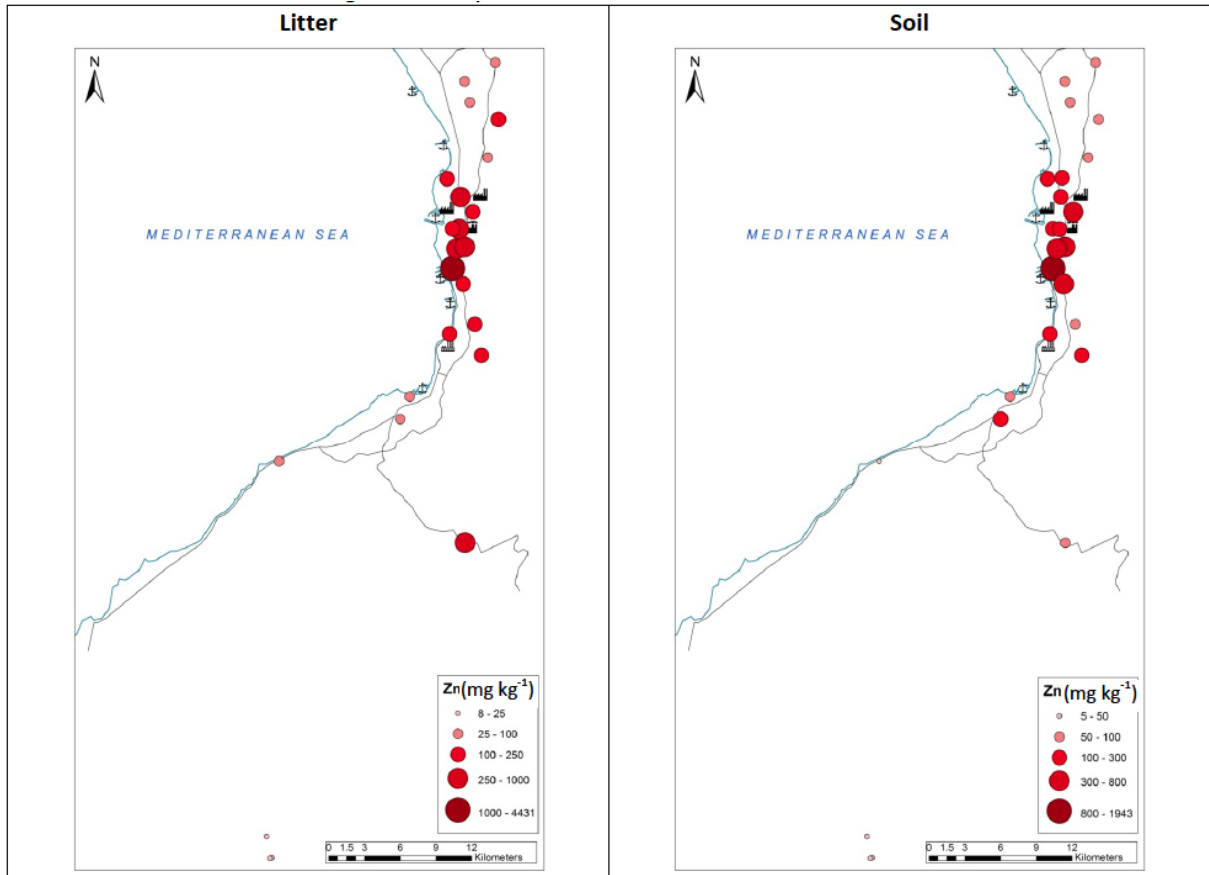 Litter
N
MEDITERRANEAN SEA
Zn(mg kg-1)
8 - 25
25 - 100
100 - 250
250 - 1000
1000 - 4431
0 1.5 3 6 9 12
Kilometers
Soil
N
MEDITERRANEAN SEA
Zn(mg kg-1)
5 - 50
50 - 100
100 - 300
300 - 800
800 - 1943
0 1.5 3 6 9 12
Kilometers